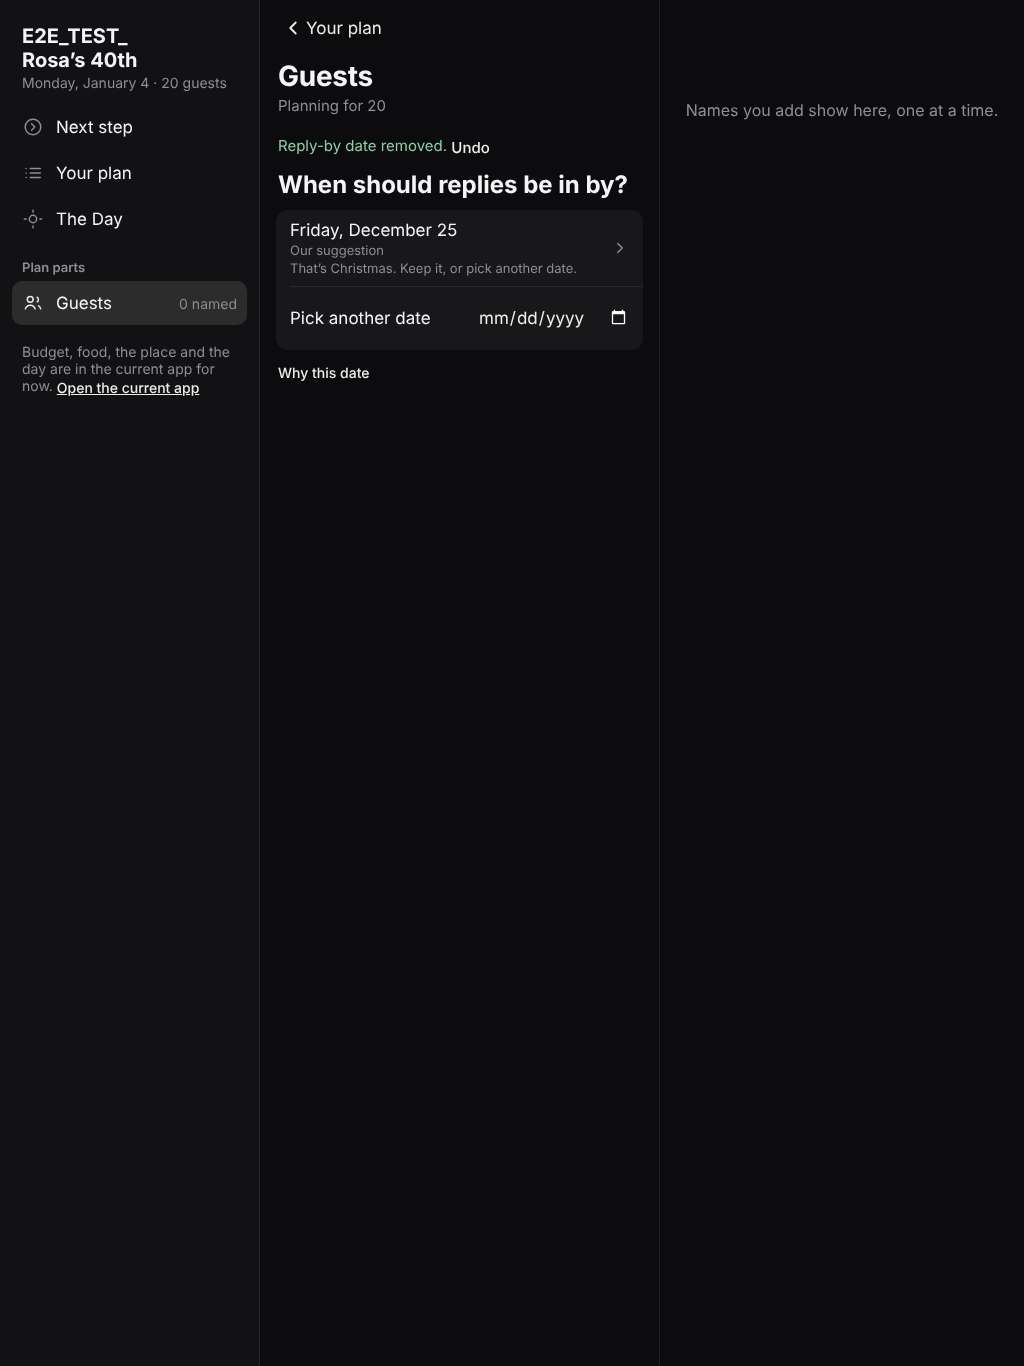 E2E_TEST_
Rosa’s 40th
Monday, January 4 · 20 guests
Next step
Your plan
The Day
Plan parts
Guests 0 named
Budget, food, the place and the
day are in the current app for
now. Open the current app
Your plan
Guests
Planning for 20
Reply-by date removed. Undo
When should replies be in by?
Friday, December 25
Our suggestion
That’s Christmas. Keep it, or pick another date.
Pick another date mm/dd/yyyy
Why this date
Names you add show here, one at a time.